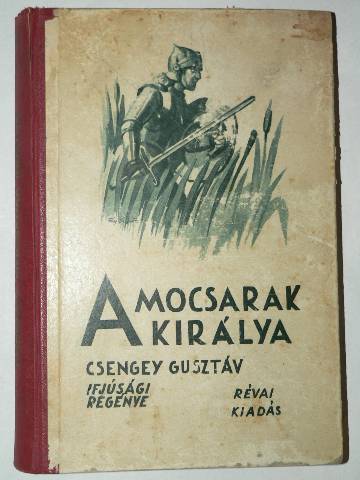 A MOCSARAK
KIRÁLYA
CSENGEY GUSZTÁV
IFJÚSÁGI
REGÉNYE
RÉVAI
KIADÁS